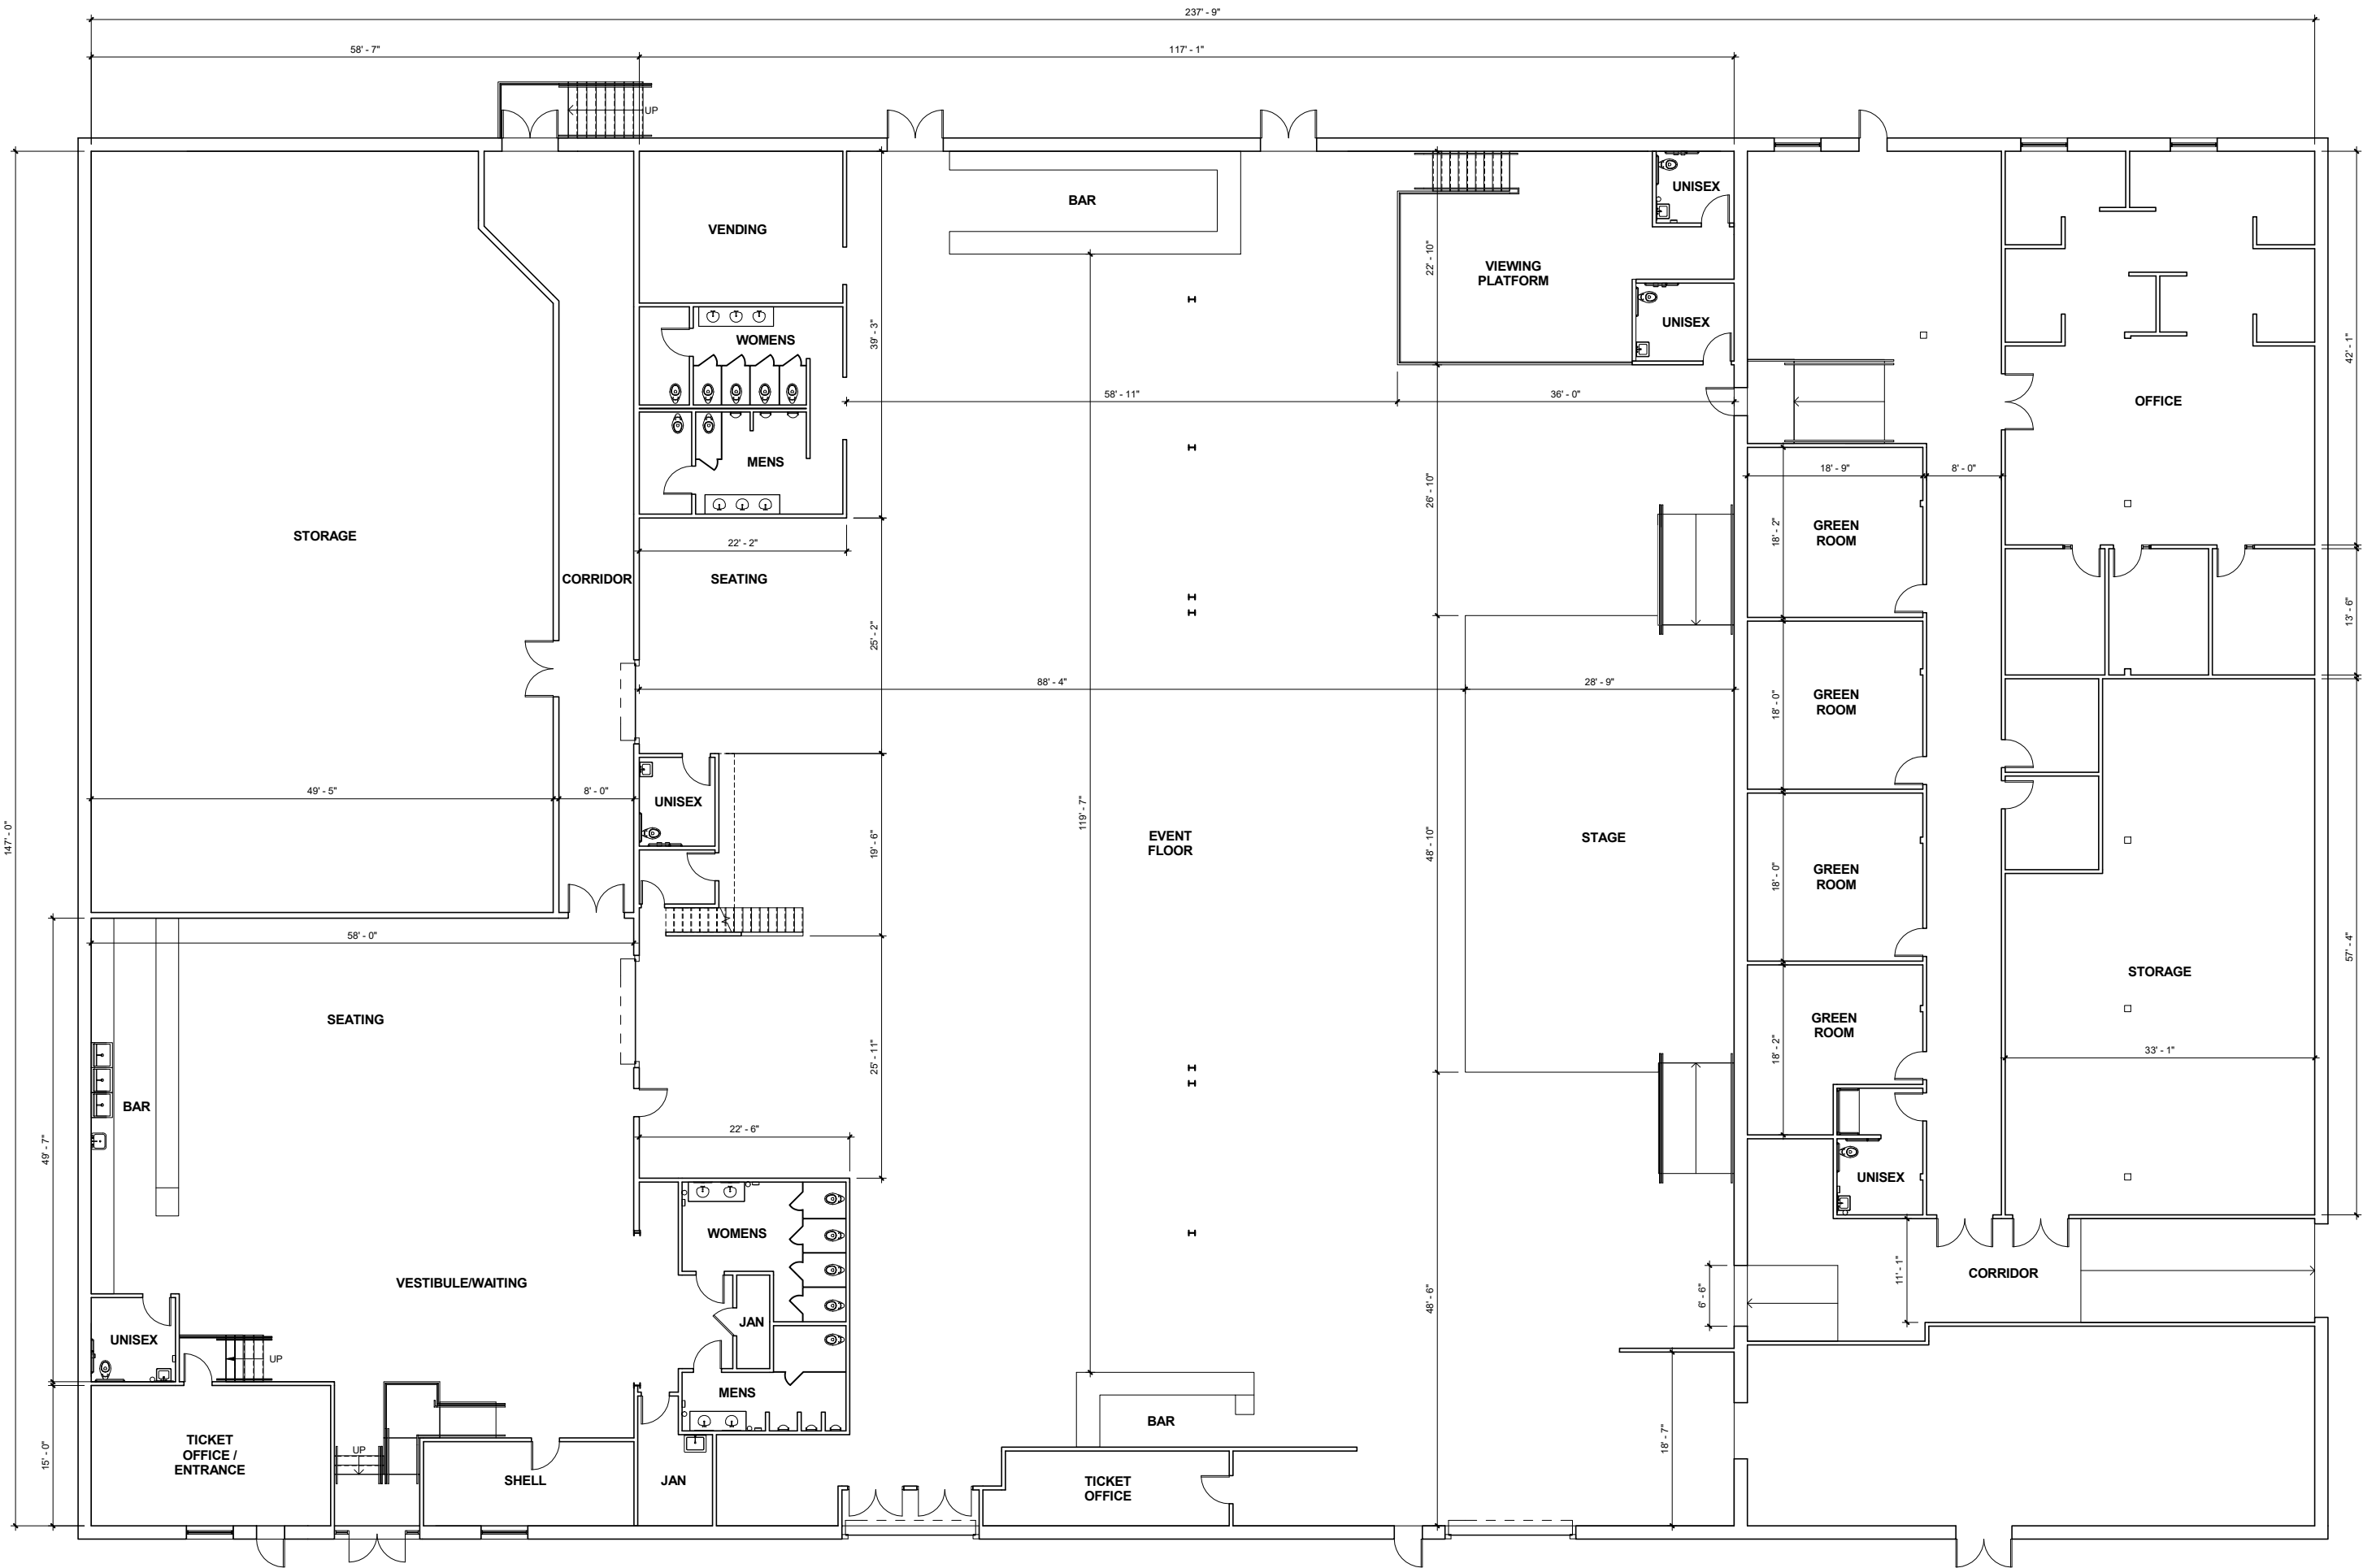 237' - 9"
58' - 7"
117' - 1"
UP
BAR
UNISEX
VENDING
VIEWING
PLATFORM
22' - 10"
UNISEX
WOMENS
39' - 3"
42' - 1"
58' - 11"
36' - 0"
OFFICE
MENS
18' - 9"
8' - 0"
26' - 10"
STORAGE
22' - 2"
GREEN
ROOM
18' - 2"
CORRIDOR
SEATING
13' - 6"
25' - 2"
88' - 4"
28' - 9"
GREEN
ROOM
18' - 0"
49' - 5"
8' - 0"
UNISEX
119' - 7"
147' - 0"
19' - 6"
EVENT
FLOOR
48' - 10"
STAGE
GREEN
ROOM
18' - 0"
58' - 0"
57' - 4"
STORAGE
SEATING
GREEN
ROOM
18' - 2"
25' - 11"
33' - 1"
BAR
22' - 6"
49' - 7"
UNISEX
WOMENS
VESTIBULE/WAITING
CORRIDOR
11' - 1"
6' - 6"
48' - 6"
JAN
UNISEX
UP
MENS
BAR
TICKET
OFFICE /
ENTRANCE
15' - 0"
UP
SHELL
JAN
TICKET
OFFICE
18' - 7"